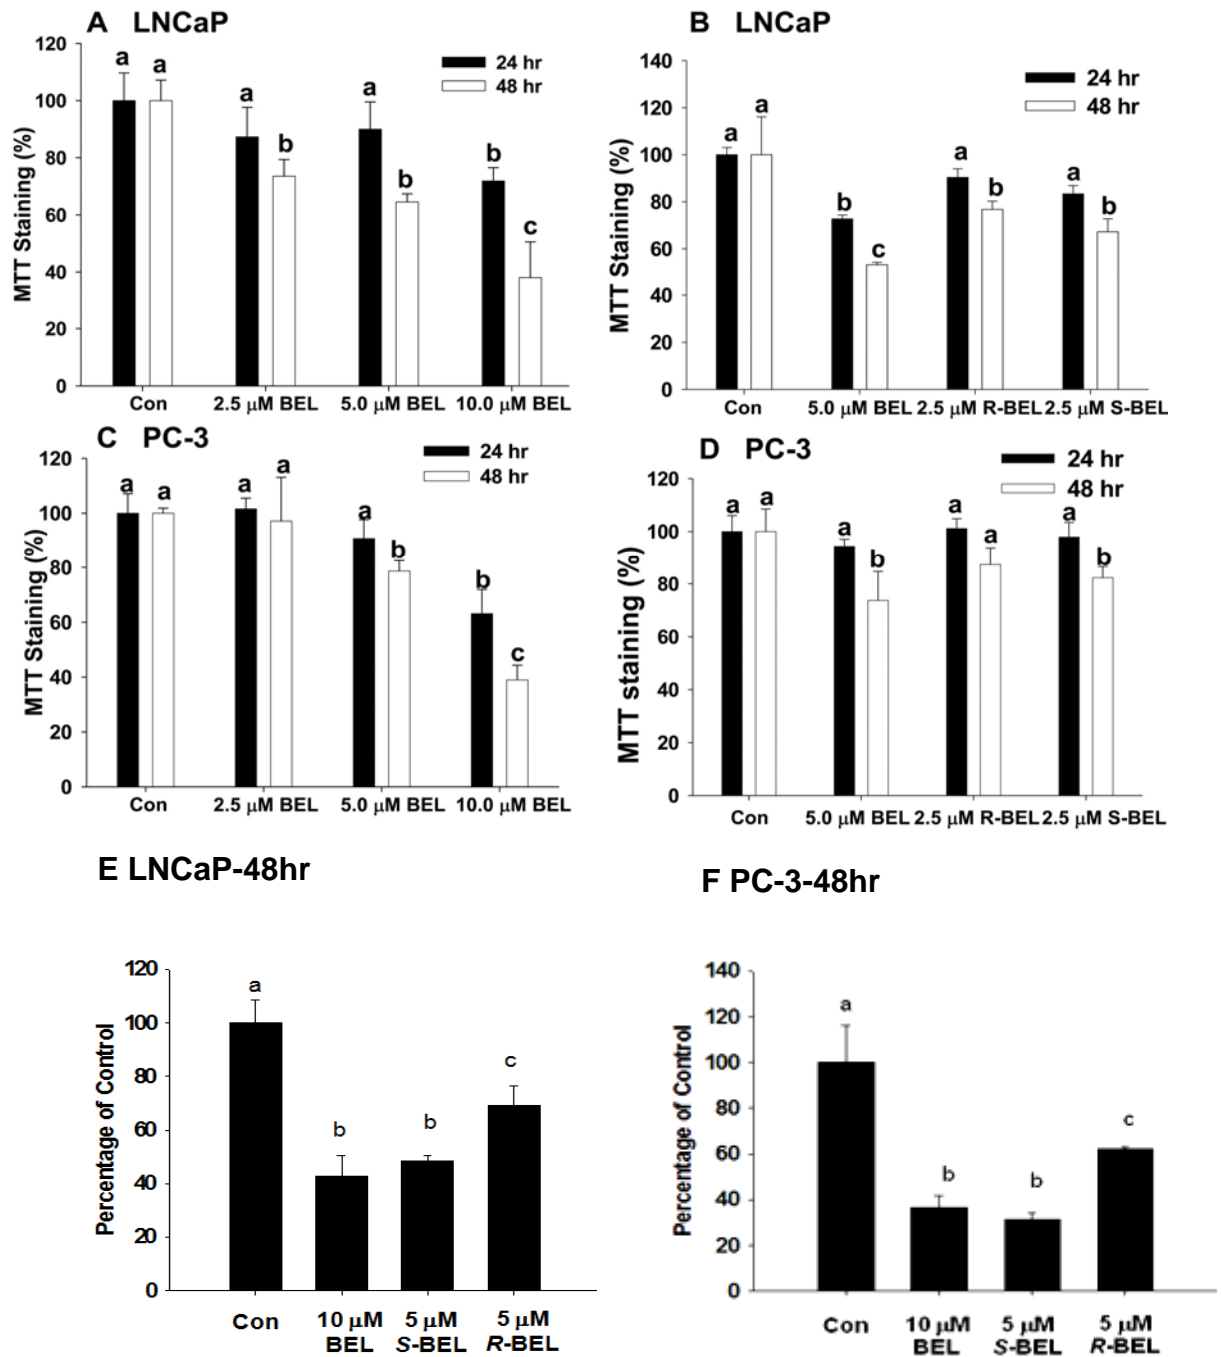 A LNCaP
24 hr
48 hr
MTT Staining (%)
120
100
80
60
40
20
0
a a a b a b b c
Con 2.5 μM BEL 5.0 μM BEL 10.0 μM BEL
B LNCaP
24 hr
48 hr
MTT Staining (%)
140
120
100
80
60
40
20
0
a a b c a b a b
Con 5.0 μM BEL 2.5 μM R-BEL 2.5 μM S-BEL
C PC-3
24 hr
48 hr
MTT Staining (%)
120
100
80
60
40
20
0
a a a a a b b c
Con 2.5 μM BEL 5.0 μM BEL 10.0 μM BEL
D PC-3
24 hr
48 hr
MTT staining (%)
120
100
80
60
40
20
0
a a a b a a a b
Con 5.0 μM BEL 2.5 μM R-BEL 2.5 μM S-BEL
E LNCaP-48hr
Percentage of Control
120
100
80
60
40
20
0
a b b c
Con 10 μM BEL 5 μM S-BEL 5 μM R-BEL
F PC-3-48hr
Percentage of Control
140
120
100
80
60
40
20
0
a b b c
Con 10 μM BEL 5 μM S-BEL 5 μM R-BEL